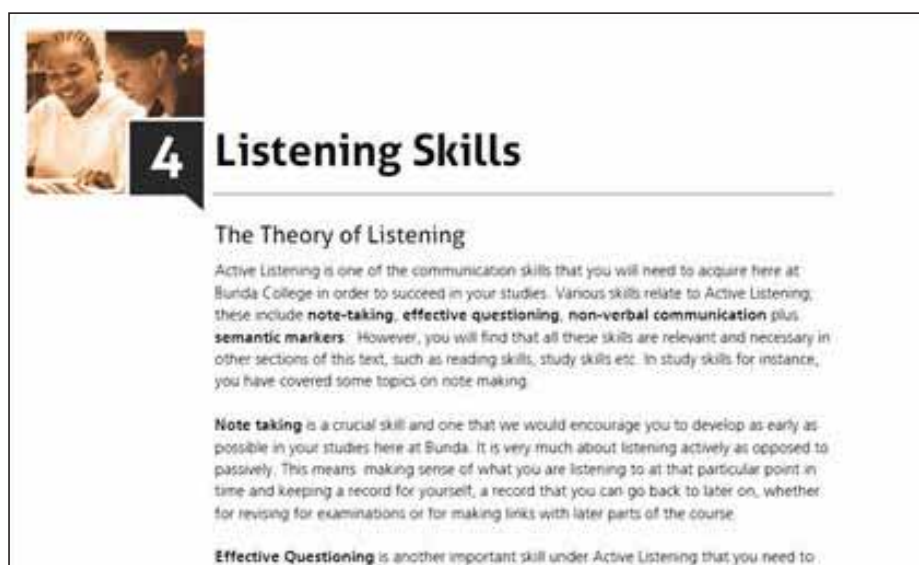 4
Listening Skills
The Theory of Listening
Active Listening is one of the communication skills that you will need to acquire here at
Bunda College in order to succeed in your studies. Various skills relate to Active Listening;
these include note-taking, effective questioning, non-verbal communication plus
semantic markers. However, you will find that all these skills are relevant and necessary in
other sections of this text, such as reading skills, study skills etc. In study skills for instance,
you have covered some topics on note making.
Note taking is a crucial skill and one that we would encourage you to develop as early as
possible in your studies here at Bunda. It is very much about listening actively as opposed to
passively. This means making sense of what you are listening to at that particular point in
time and keeping a record for yourself, a record that you can go back to later on, whether
for revising for examinations or for making links with later parts of the course.
Effective Questioning is another important skill under Active Listening that you need to